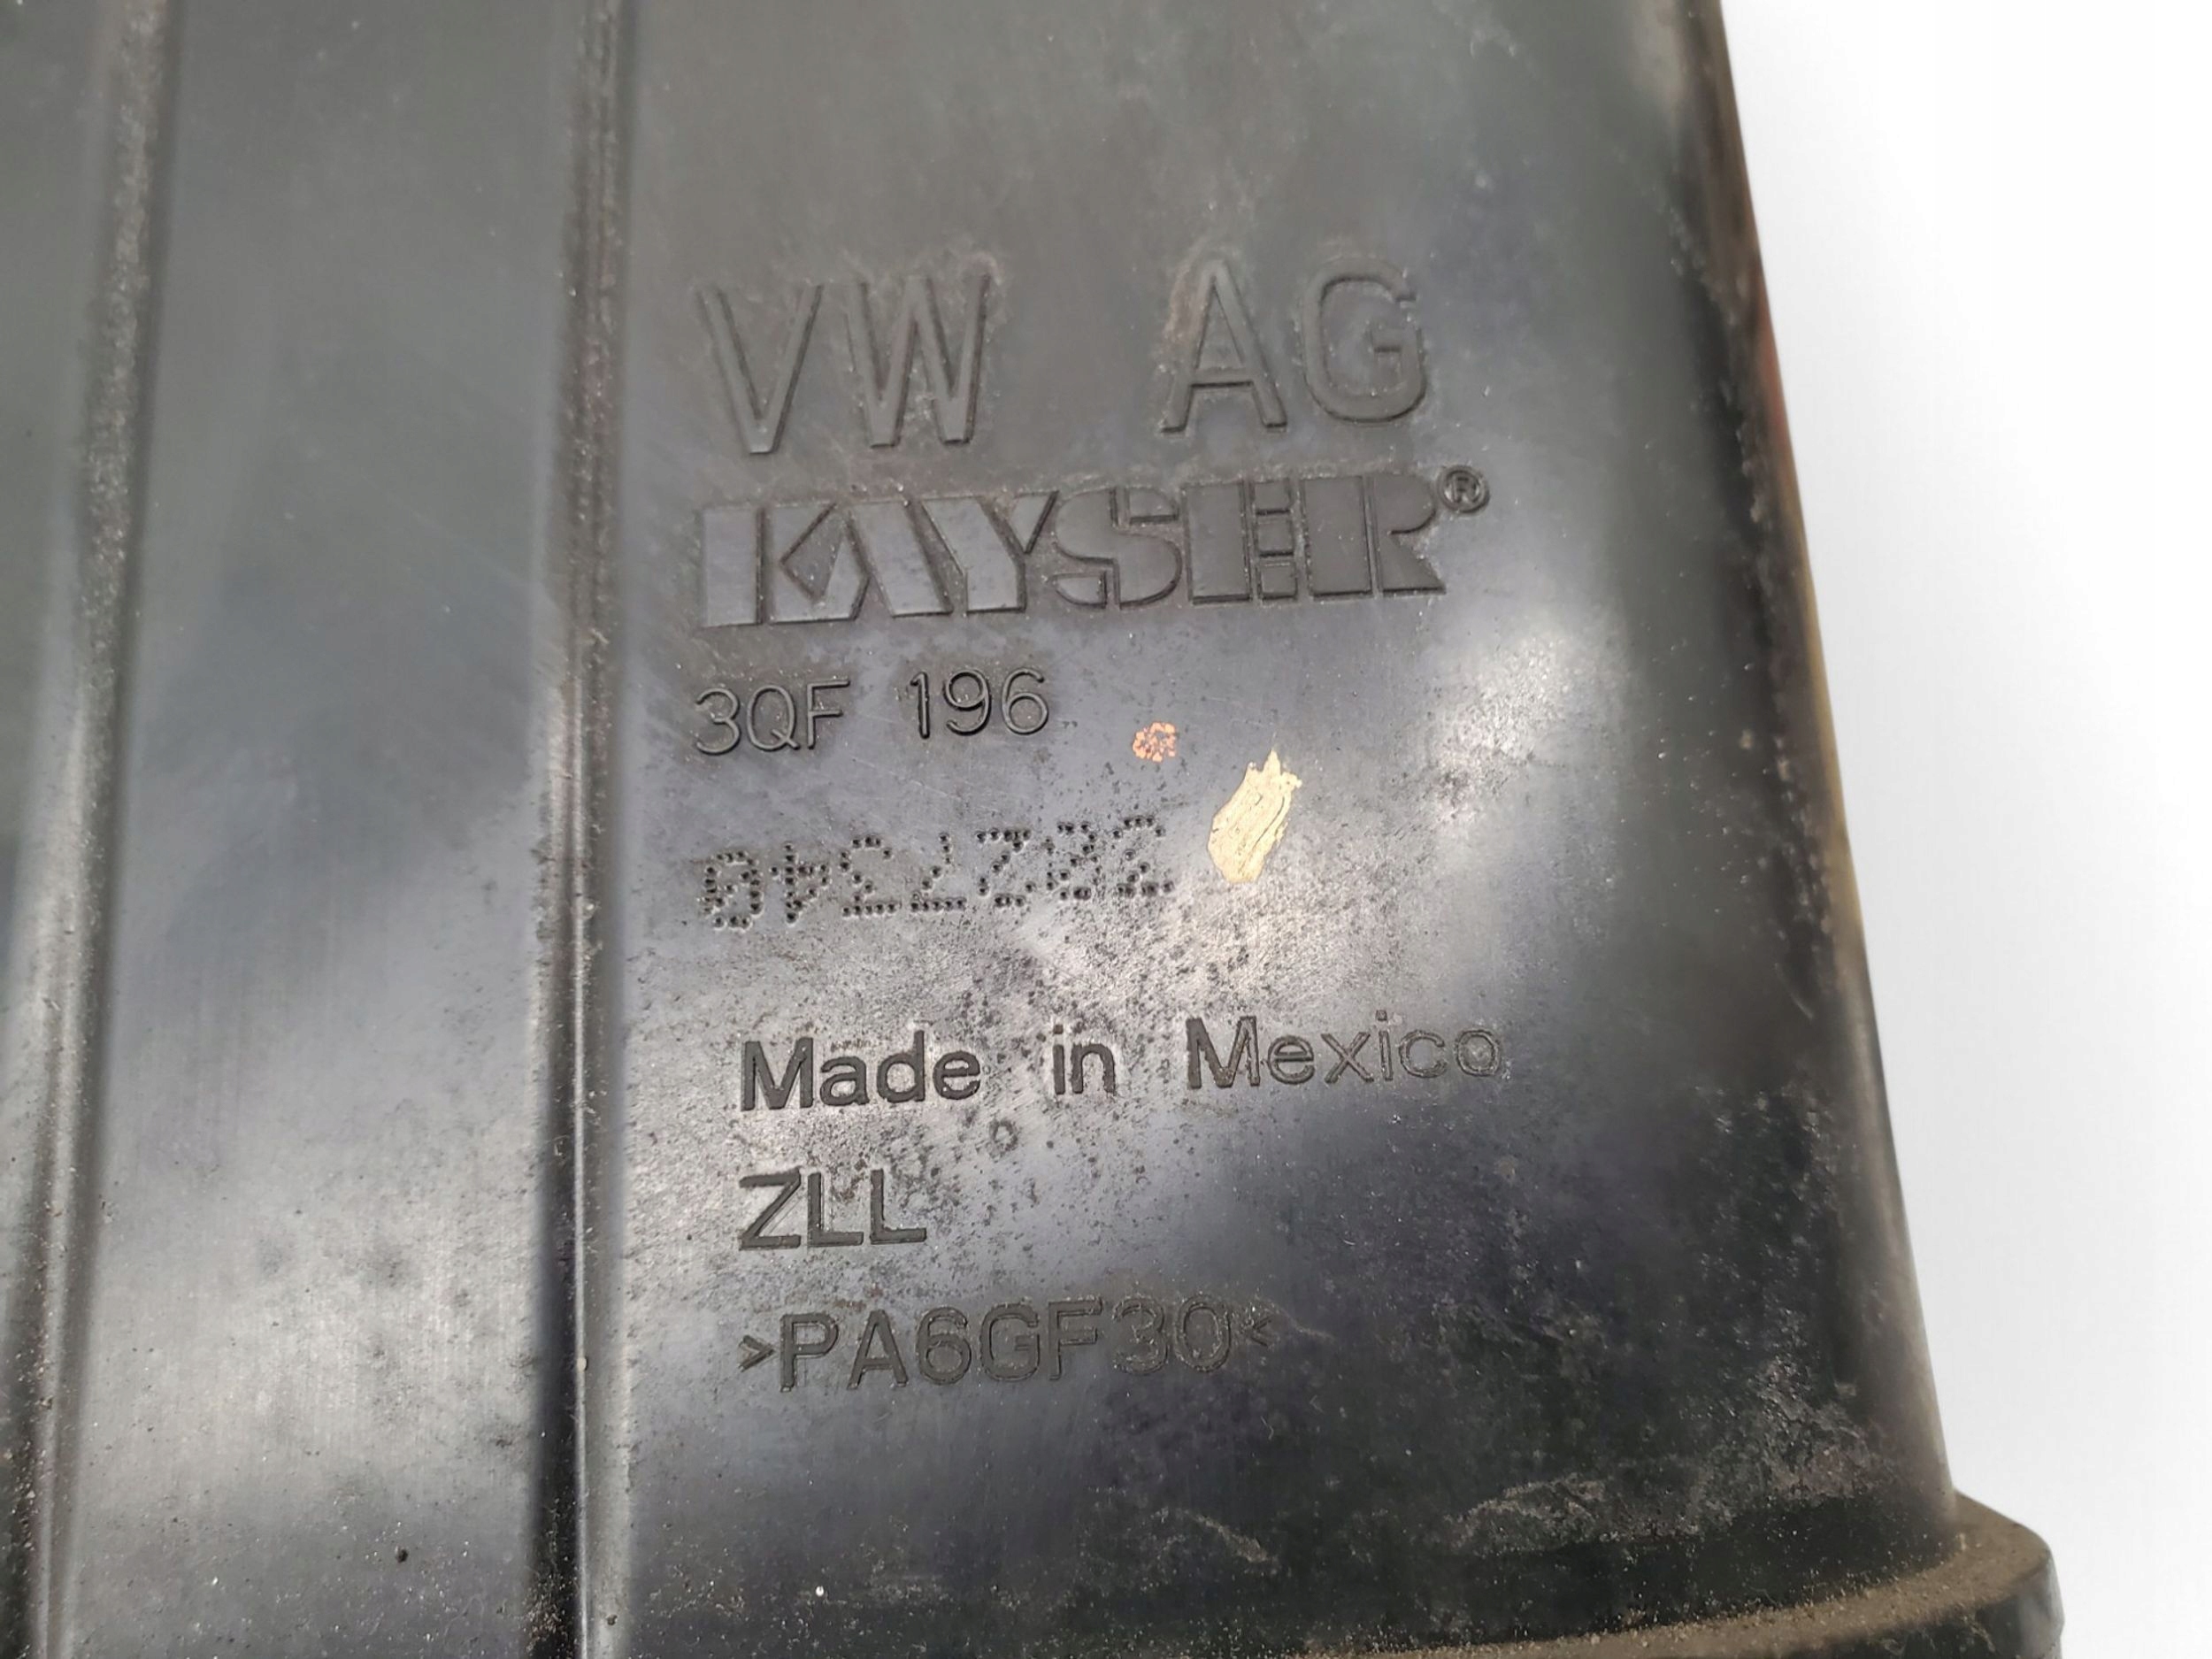 VW AG
KAYSER®
3QF 196
Made in Mexico
ZLL
>PA6GF30<